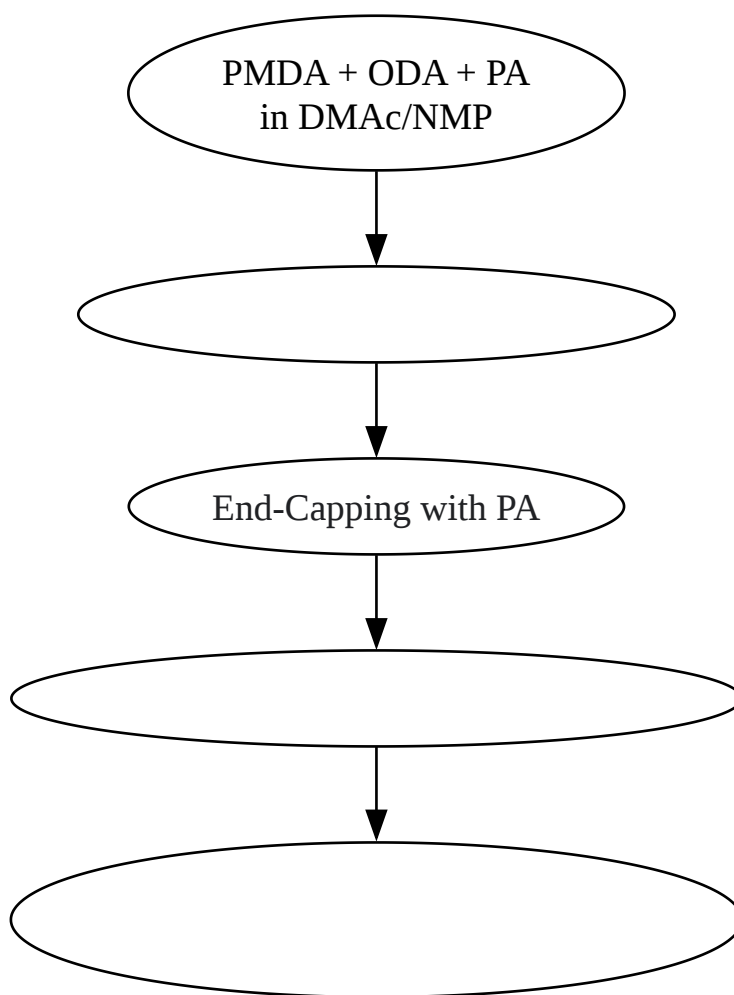 PMDA + ODA + PA
in DMAc/NMP
End-Capping with PA